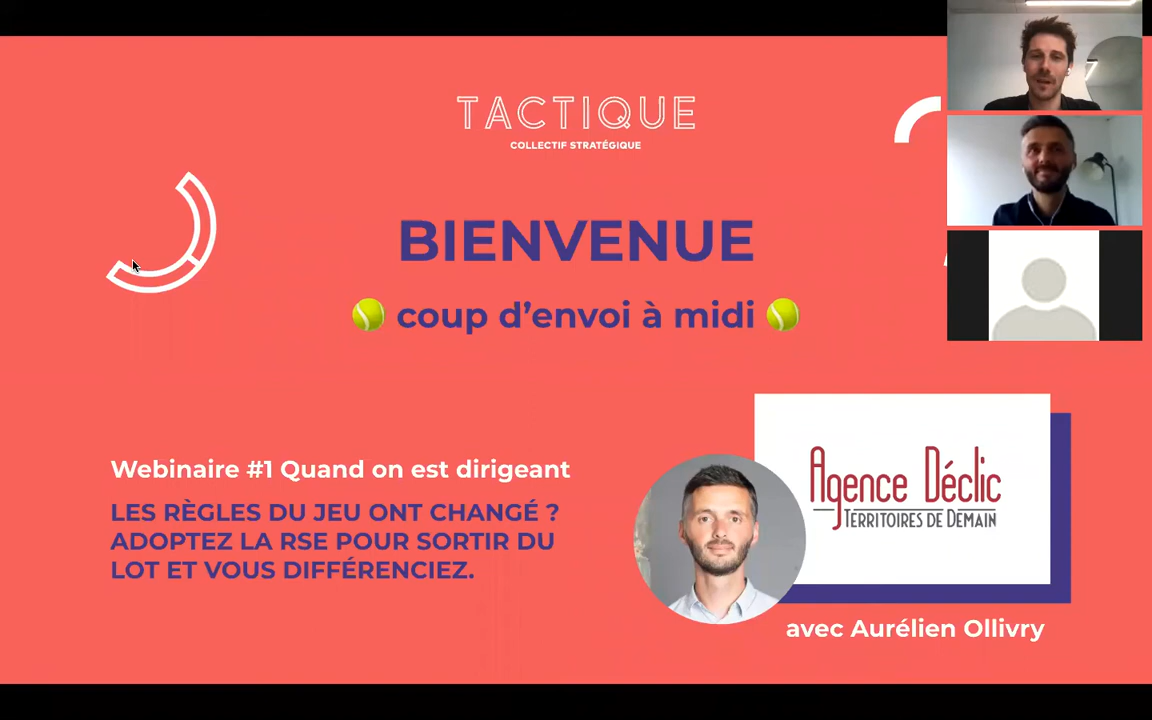 TACTIQUE
COLLECTIF STRATÉGIQUE
BIENVENUE
coup d’envoi à midi
Webinaire #1 Quand on est dirigeant
LES RÈGLES DU JEU ONT CHANGÉ ?
ADOPTEZ LA RSE POUR SORTIR DU
LOT ET VOUS DIFFÉRENCIEZ.
Agence Déclic
TERRITOIRES DE DEMAIN
avec Aurélien Ollivry